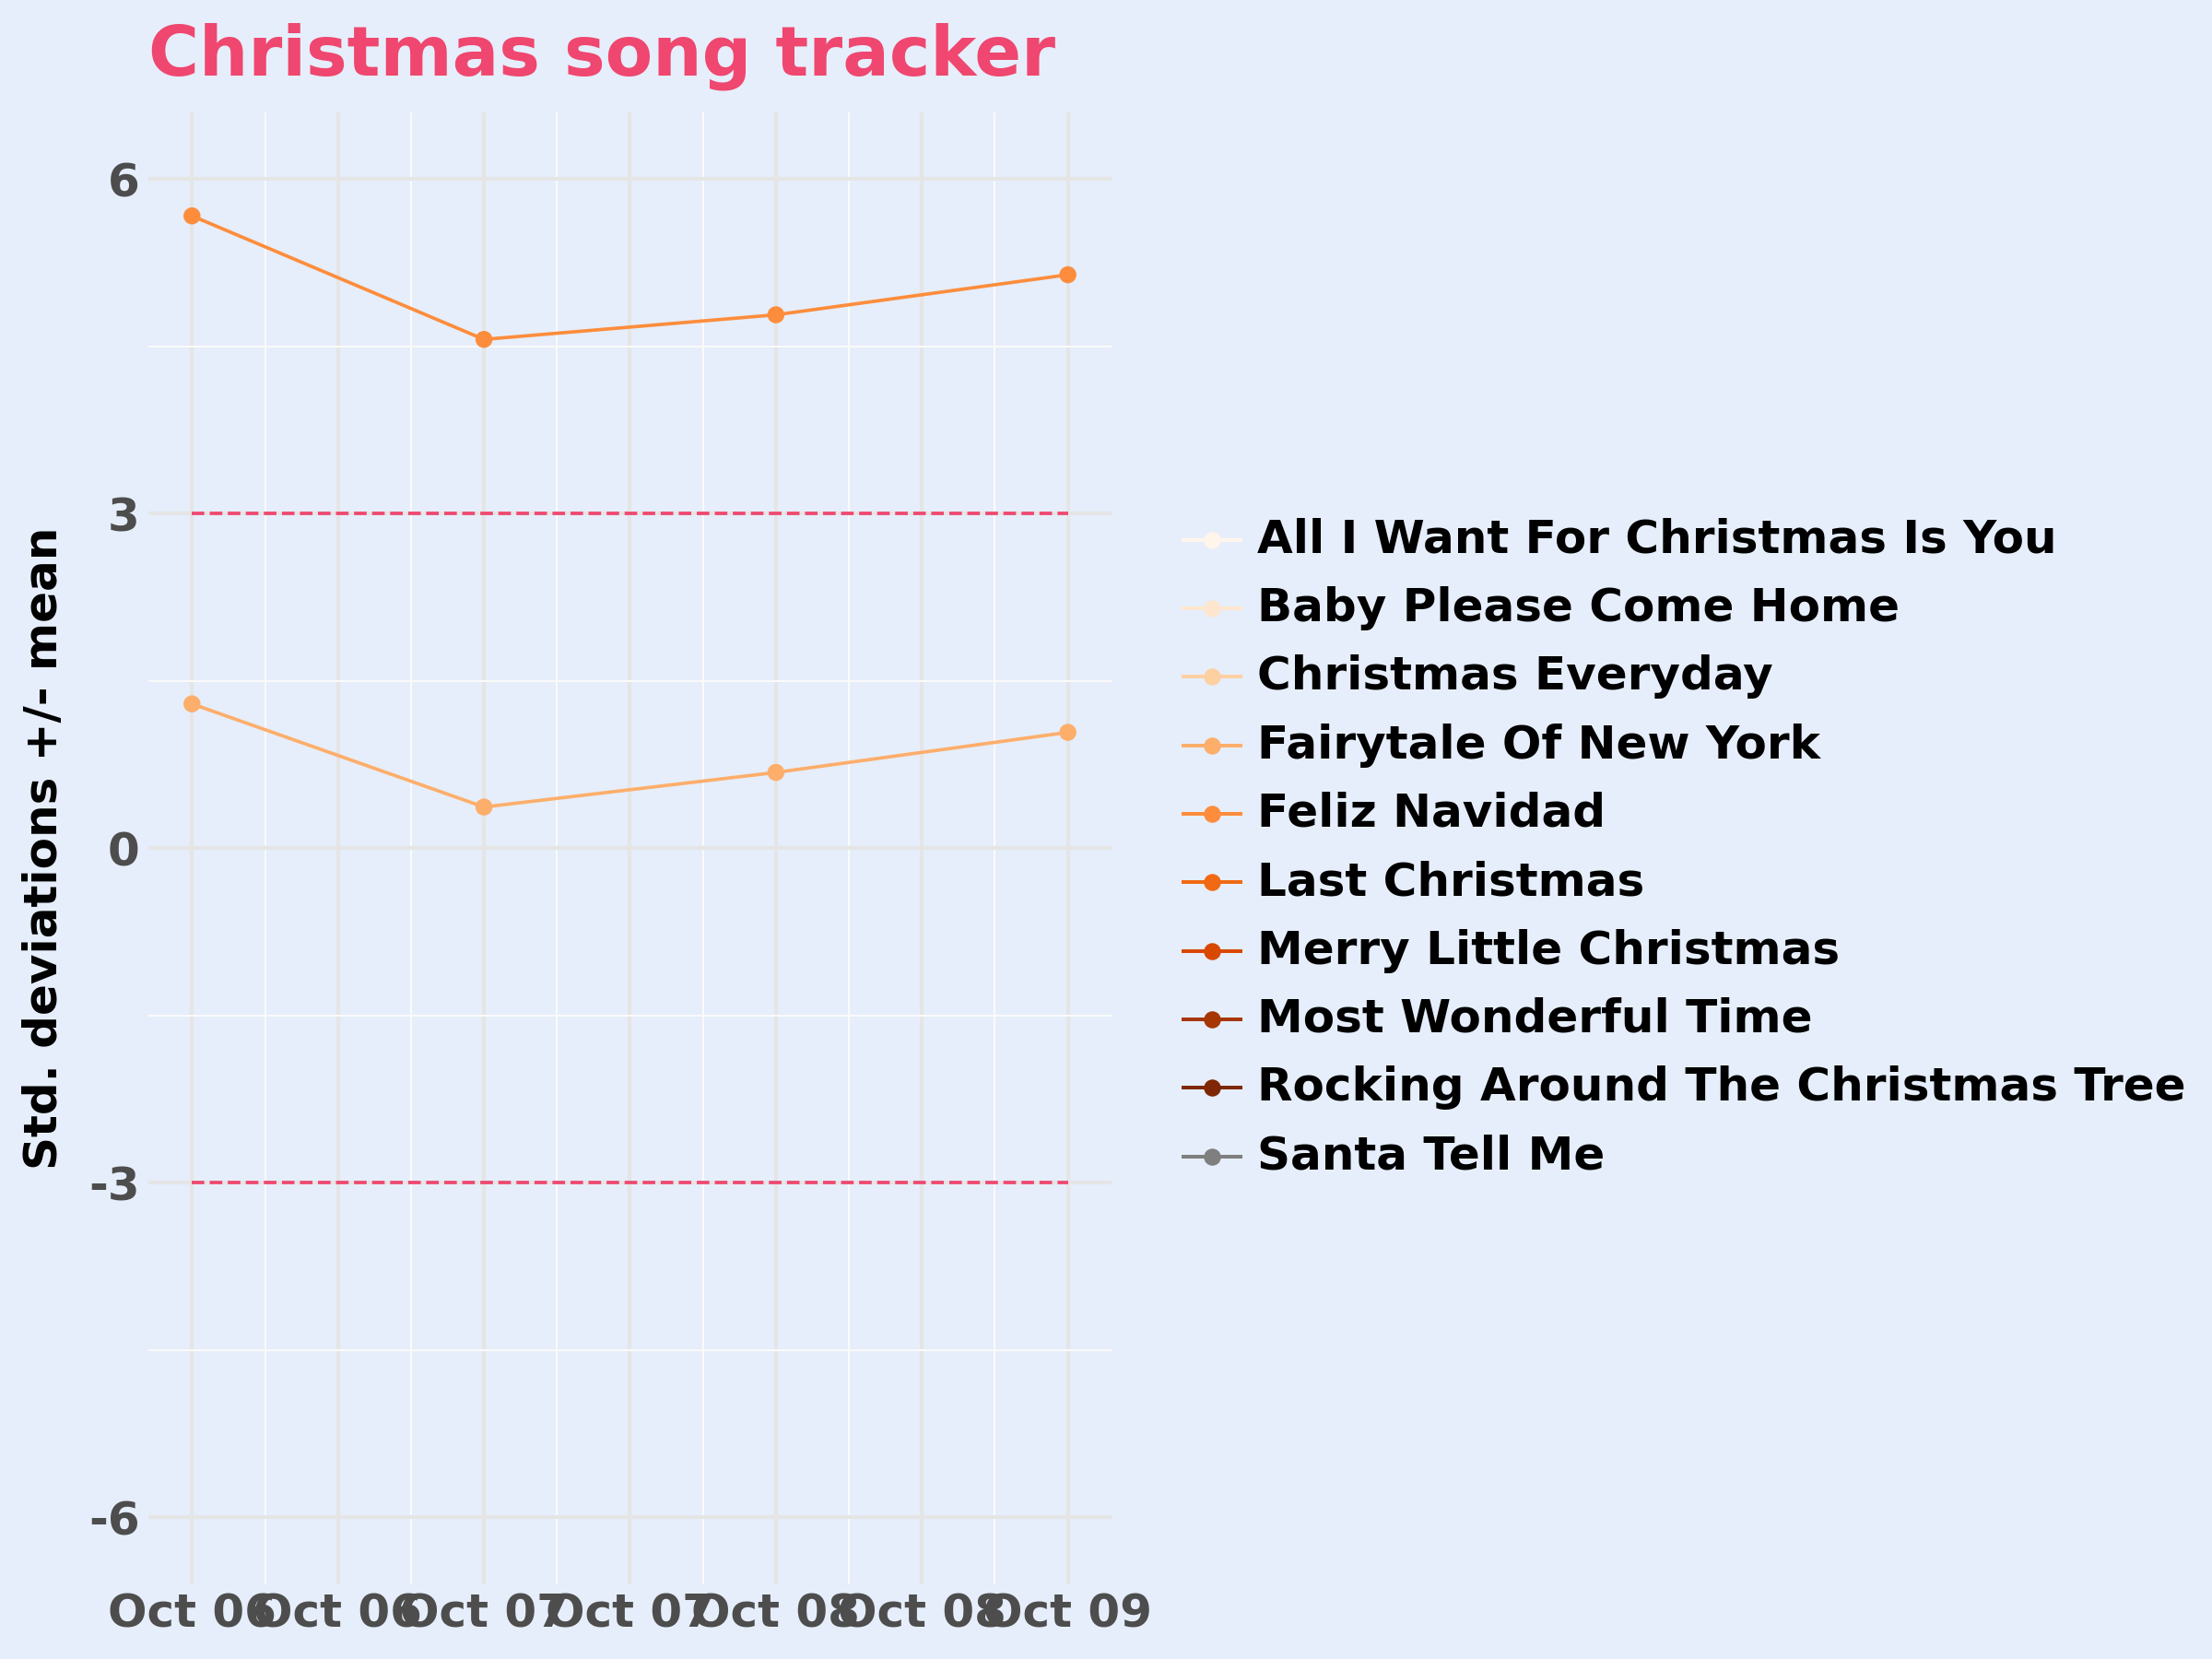 Christmas song tracker
Std. deviations +/- mean
6
3
0
-3
-6
Oct 06 Oct 06 Oct 07 Oct 07 Oct 08 Oct 08 Oct 09
All I Want For Christmas Is You
Baby Please Come Home
Christmas Everyday
Fairytale Of New York
Feliz Navidad
Last Christmas
Merry Little Christmas
Most Wonderful Time
Rocking Around The Christmas Tree
Santa Tell Me